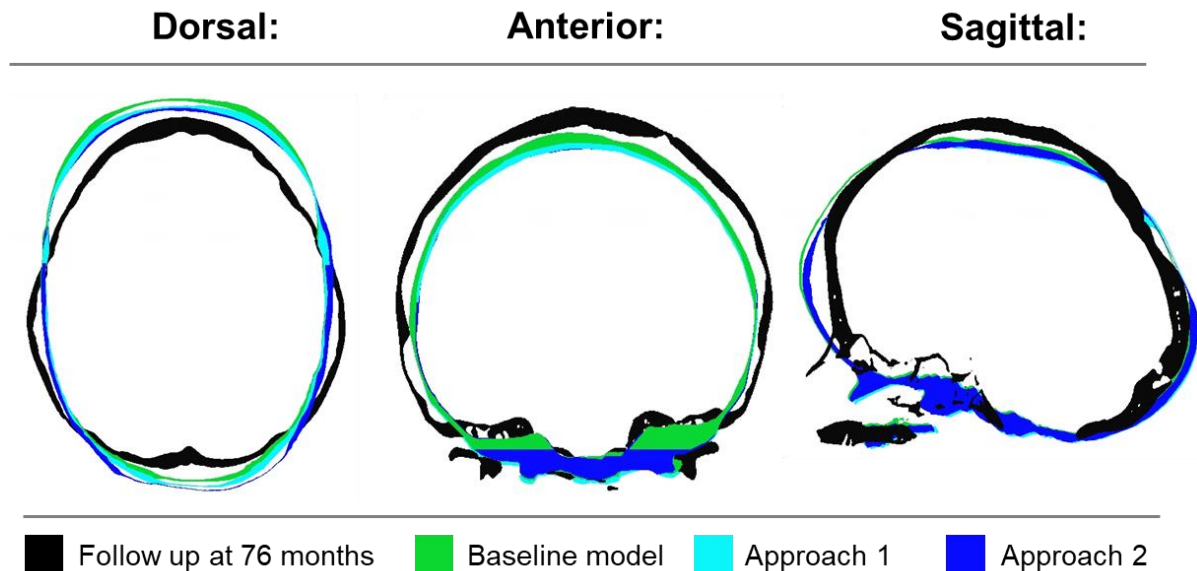 Dorsal: Anterior: Sagittal:
Follow up at 76 months Baseline model Approach 1 Approach 2